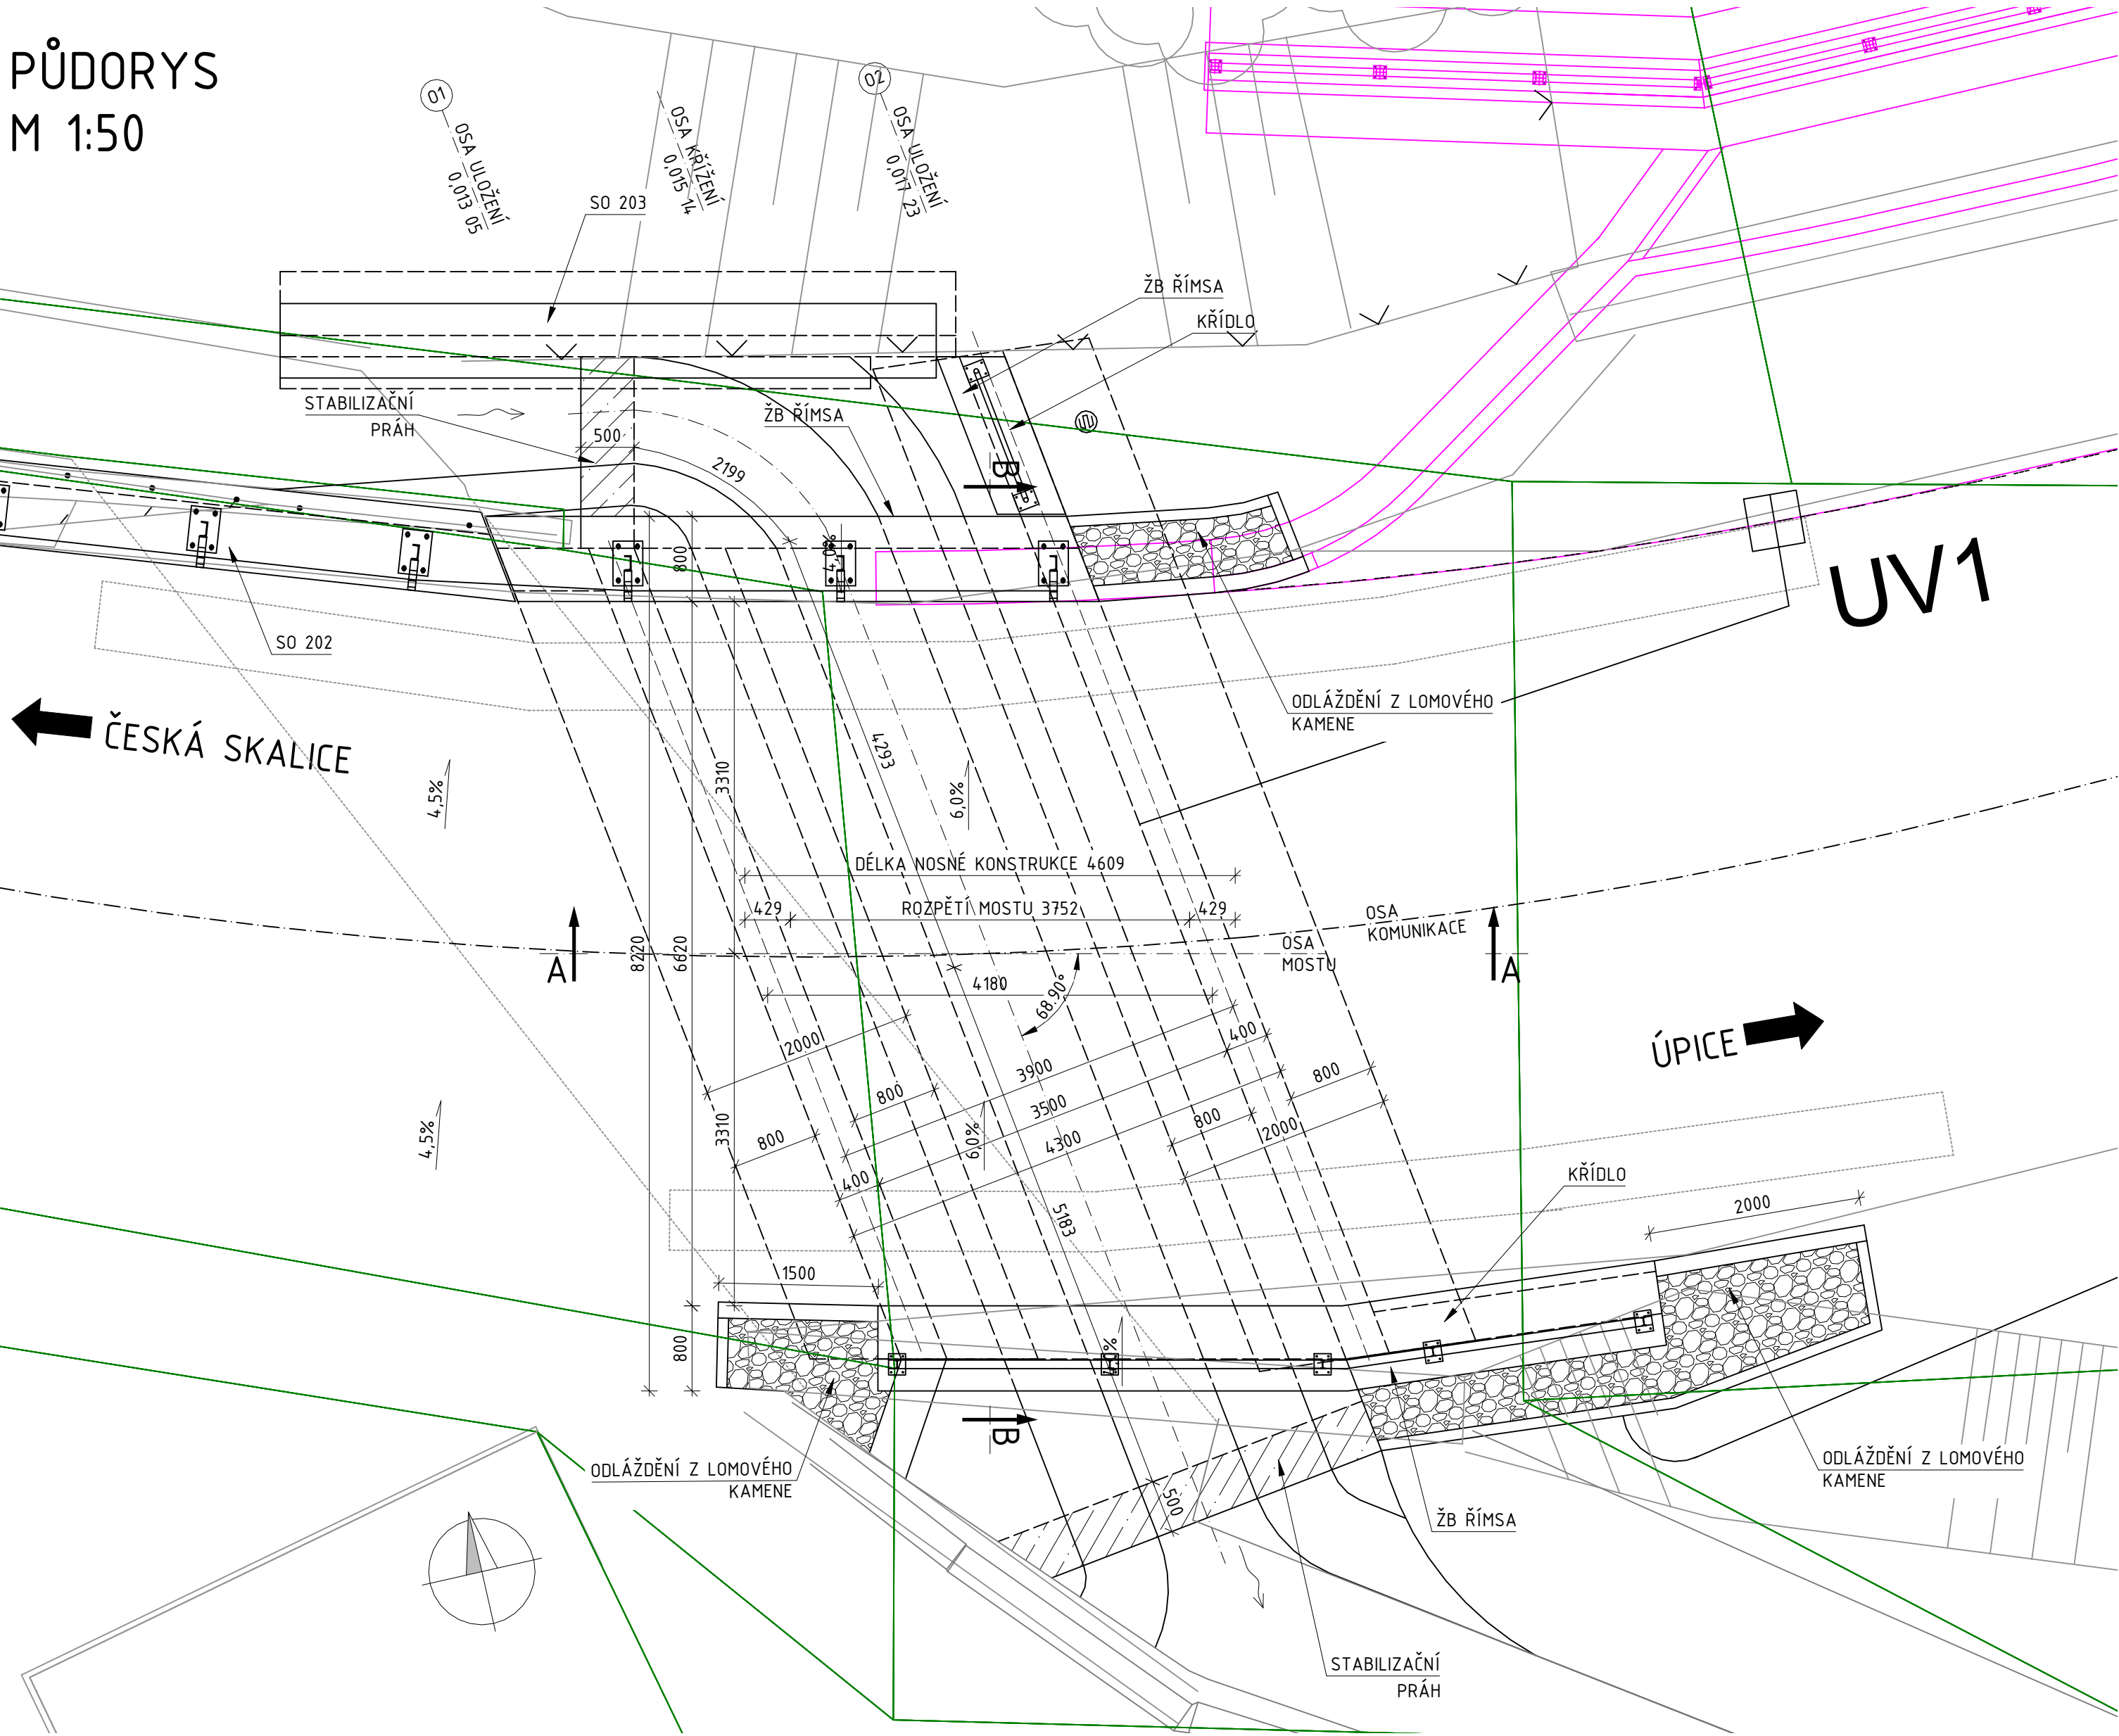 PŮDORYS
M 1:50
01
OSA ULOŽENÍ
0,013 05
OSA KŘÍŽENÍ
0,015 14
02
OSA ULOŽENÍ
0,017 23
SO 203
ŽB ŘÍMSA
KŘÍDLO
STABILIZAČNÍ
PRÁH
ŽB ŘÍMSA
500
2199
B
800
4,0%
SO 202
UV1
ODLÁŽDĚNÍ Z LOMOVÉHO
KAMENE
ČESKÁ SKALICE
4,5%
3310
4293
6,0%
DÉLKA NOSNÉ KONSTRUKCE 4609
429
ROZPĚTÍ MOSTU 3752
429
OSA
KOMUNIKACE
OSA
MOSTU
8220
6620
A
A
4180
68.90°
ÚPICE
2000
400
3900
800
800
3500
800
4300
2000
800
400
3310
4,5%
6,0%
5183
KŘÍDLO
2000
1500
800
B
500
ODLÁŽDĚNÍ Z LOMOVÉHO
KAMENE
ODLÁŽDĚNÍ Z LOMOVÉHO
KAMENE
ŽB ŘÍMSA
STABILIZAČNÍ
PRÁH